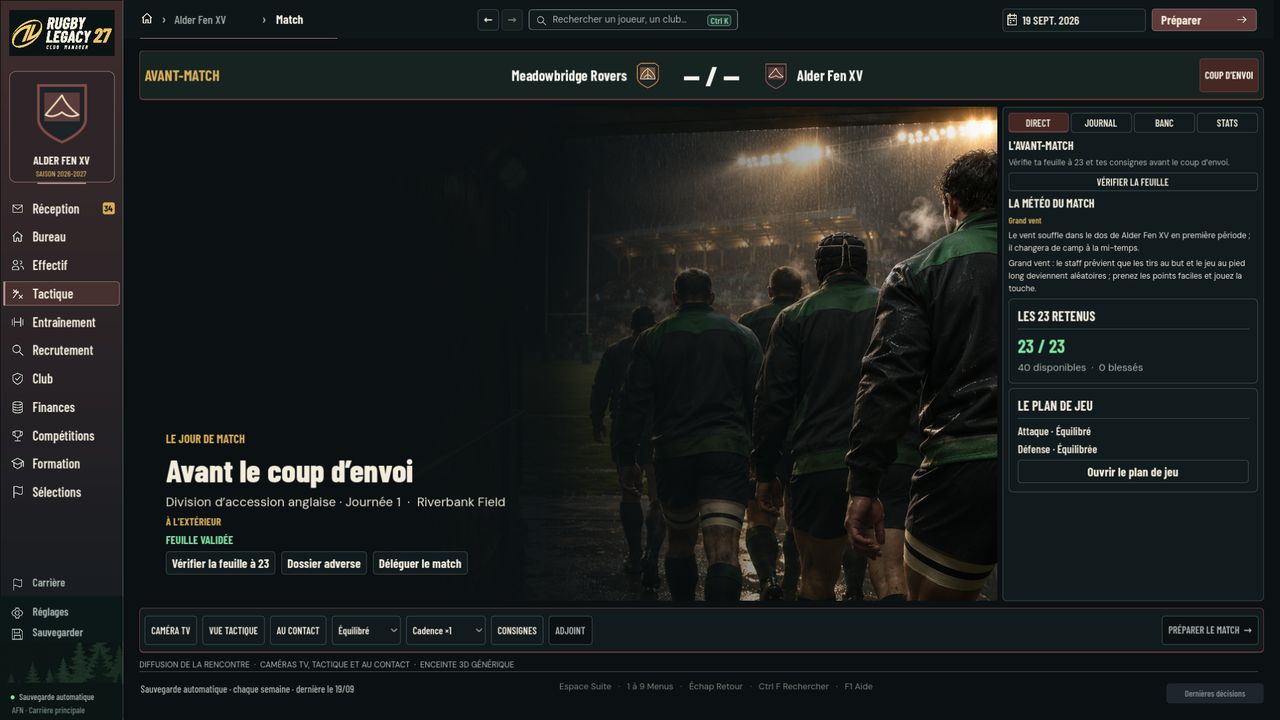 RUGBY
LEGACY 27
CLUB MANAGER
Alder Fen XV
Match
Rechercher un joueur, un club...
Ctrl K
19 SEPT. 2026
Préparer
AVANT-MATCH
Meadowbridge Rovers
– / –
Alder Fen XV
COUP D'ENVOI
ALDER FEN XV
SAISON 2026-2027
Réception
34
Bureau
Effectif
Tactique
Entraînement
Recrutement
Club
Finances
Compétitions
Formation
Sélections
Carrière
Réglages
Sauvegarder
Sauvegarde automatique
AFN · Carrière principale
LE JOUR DE MATCH
Avant le coup d'envoi
Division d'accession anglaise · Journée 1 · Riverbank Field
À L'EXTÉRIEUR
FEUILLE VALIDÉE
Vérifier la feuille à 23
Dossier adverse
Déléguer le match
DIRECT
JOURNAL
BANC
STATS
L'AVANT-MATCH
Vérifie ta feuille à 23 et tes consignes avant le coup d'envoi.
VÉRIFIER LA FEUILLE
LA MÉTÉO DU MATCH
Grand vent
Le vent souffle dans le dos de Alder Fen XV en première période ;
il changera de camp à la mi-temps.
Grand vent : le staff prévient que les tirs au but et le jeu au pied
long deviennent aléatoires ; prenez les points faciles et jouez la
touche.
LES 23 RETENUS
23 / 23
40 disponibles · 0 blessés
LE PLAN DE JEU
Attaque · Équilibré
Défense · Équilibrée
Ouvrir le plan de jeu
CAMÉRA TV
VUE TACTIQUE
AU CONTACT
Équilibré
Cadence ×1
CONSIGNES
ADJOINT
PRÉPARER LE MATCH →
DIFFUSION DE LA RENCONTRE · CAMÉRAS TV, TACTIQUE ET AU CONTACT · ENCEINTE 3D GÉNÉRIQUE
Sauvegarde automatique · chaque semaine · dernière le 19/09
Espace Suite · 1 à 9 Menus · Échap Retour · Ctrl F Rechercher · F1 Aide
Dernières décisions